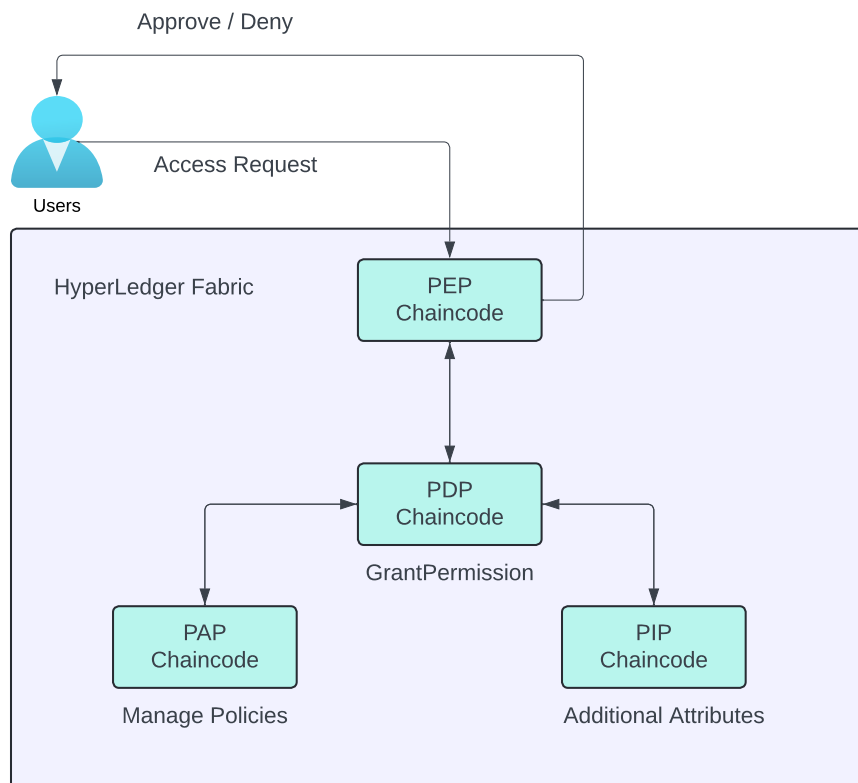 Approve / Deny
Access Request
Users
HyperLedger Fabric
PEP
Chaincode
PDP
Chaincode
GrantPermission
PAP
Chaincode
PIP
Chaincode
Manage Policies
Additional Attributes